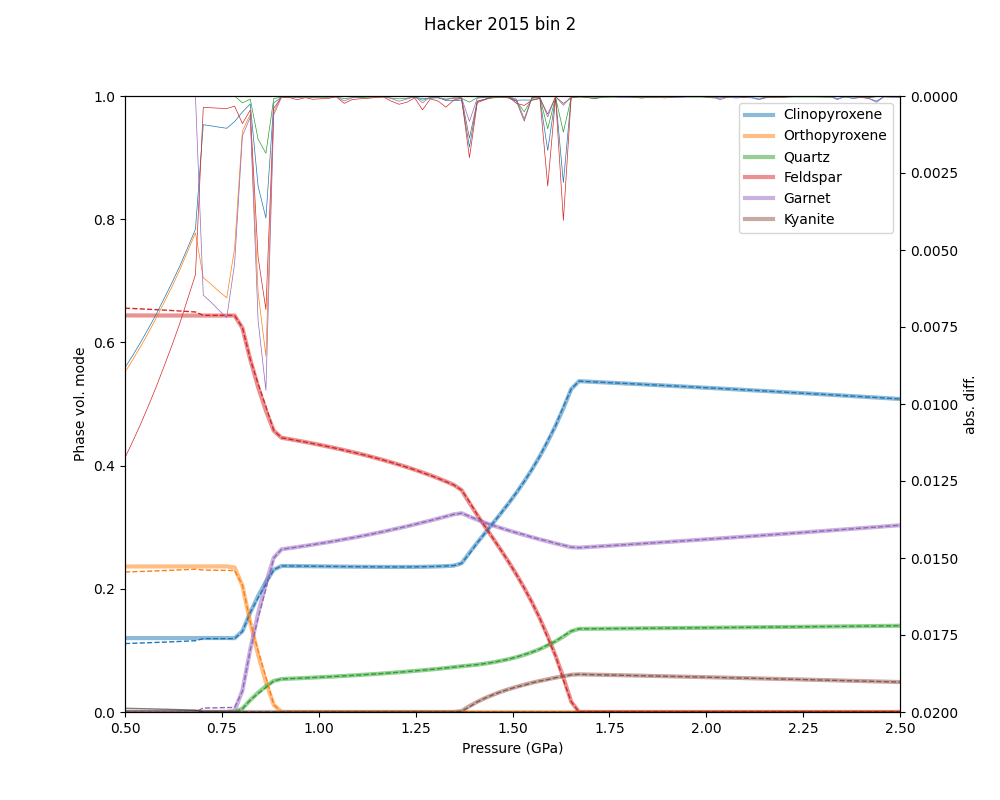 Hacker 2015 bin 2
1.0
0.8
0.6
0.4
0.2
0.0
Phase vol. mode
0.50
0.75
1.00
1.25
1.50
1.75
2.00
2.25
2.50
Pressure (GPa)
0.0000
0.0025
0.0050
0.0075
0.0100
0.0125
0.0150
0.0175
0.0200
abs. diff.
Clinopyroxene
Orthopyroxene
Quartz
Feldspar
Garnet
Kyanite